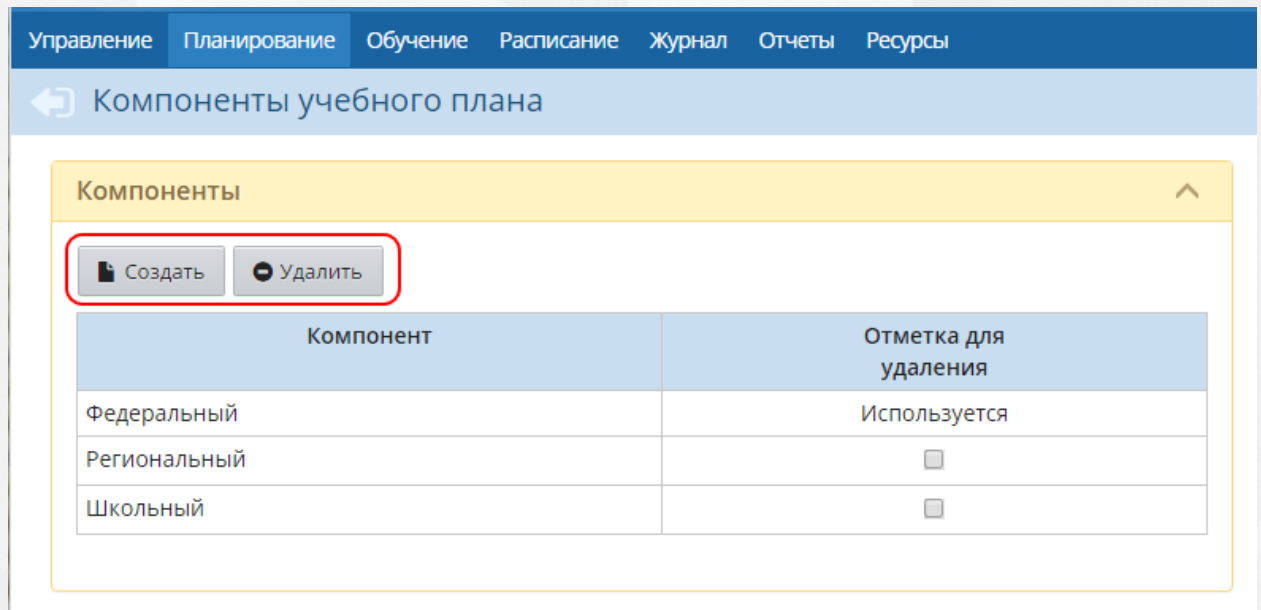 Управление Планирование Обучение Расписание Журнал Отчеты Ресурсы
Компоненты учебного плана
Компоненты
Создать Удалить
Компонент Отметка для
удаления
Федеральный Используется
Региональный
Школьный